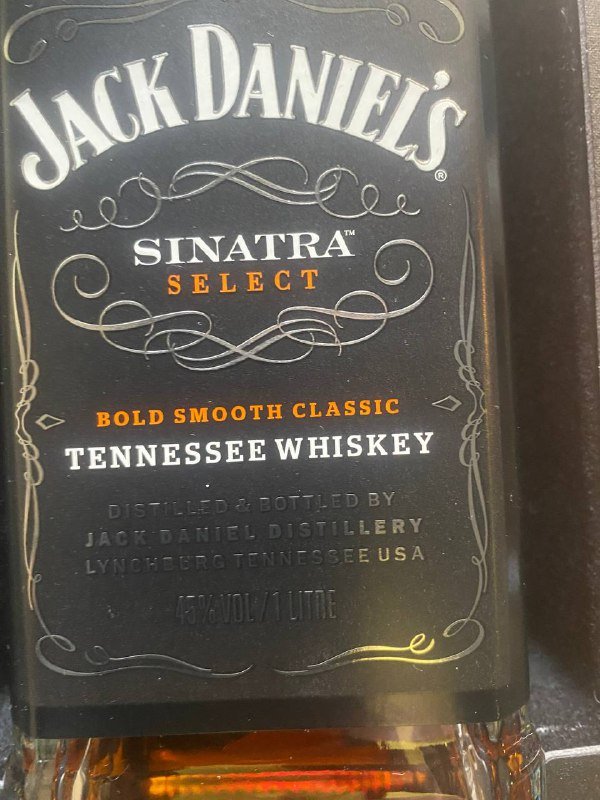 JACK DANIEL'S®
SINATRA™
SELECT
BOLD SMOOTH CLASSIC
TENNESSEE WHISKEY
DISTILLED & BOTTLED BY
JACK DANIEL DISTILLERY
LYNCHBURG TENNESSEE USA
45% VOL / 1 LITRE